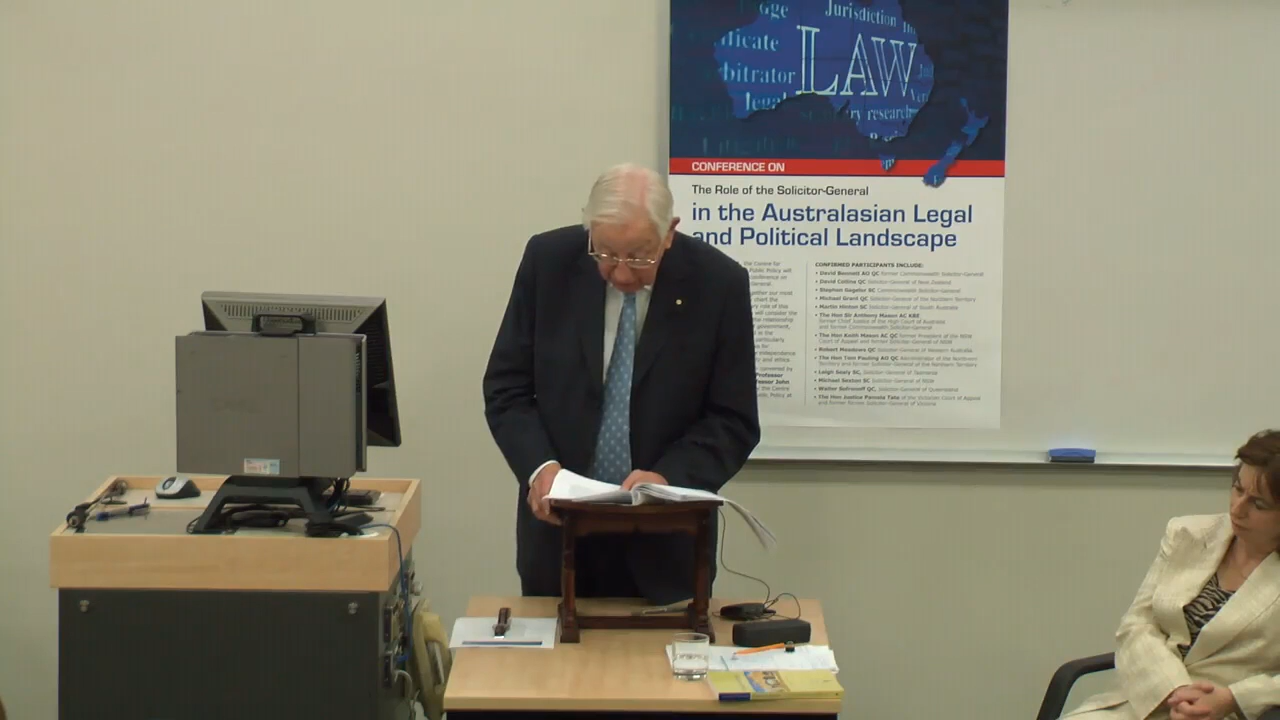 Jurisdiction
LAW
bitrator
legal
ry research
CONFERENCE ON
The Role of the Solicitor-General
in the Australasian Legal
and Political Landscape
CONFIRMED PARTICIPANTS INCLUDE:
• David Bennett AO QC former Commonwealth Solicitor-General
• David Collins QC Solicitor-General of New Zealand
• Stephen Gageler SC Commonwealth Solicitor-General
• Michael Grant QC Solicitor-General of the Northern Territory
• Martin Hinton SC Solicitor-General of South Australia
• The Hon Sir Anthony Mason AC KBE
former Chief Justice of the High Court of Australia
and former Commonwealth Solicitor-General
• The Hon Keith Mason AC QC former President of the NSW
Court of Appeal and former Solicitor-General of NSW
• Robert Meadows QC Solicitor-General of Western Australia
• The Hon Tom Pauling AO QC Administrator of the Northern
Territory and former Solicitor-General of the Northern Territory
• Leigh Sealy SC, Solicitor-General of Tasmania
• Michael Sexton SC Solicitor-General of NSW
• Walter Sofronoff QC, Solicitor-General of Queensland
• The Hon Justice Pamela Tate of the Victorian Court of Appeal
and former Solicitor-General of Victoria